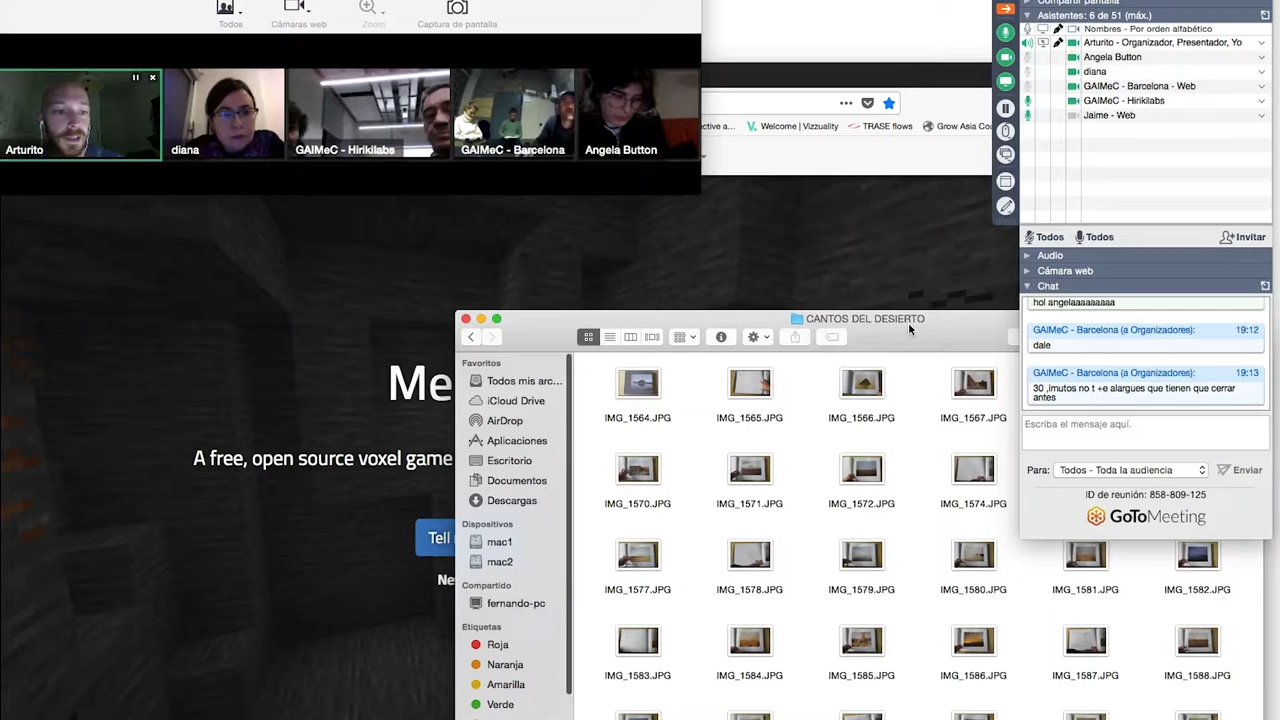 Todos
Cámaras web
Zoom
Captura de pantalla
Arturito
diana
GAIMeC - Hirikilabs
GAIMeC - Barcelona
Angela Button
Welcome | Vizzuality
TRASE flows
Grow Asia Cou
Compartir pantalla
Asistentes: 6 de 51 (máx.)
Nombres - Por orden alfabético
Arturito - Organizador, Presentador, Yo
Angela Button
diana
GAIMeC - Barcelona - Web
GAIMeC - Hirikilabs
Jaime - Web
Todos
Todos
Invitar
Audio
Cámara web
Chat
hol angelaaaaaaaaa
GAIMeC - Barcelona (a Organizadores): 19:12
dale
GAIMeC - Barcelona (a Organizadores): 19:13
30 ,imutos no t +e alargues que tienen que cerrar
antes
Escriba el mensaje aquí.
Para: Todos - Toda la audiencia Enviar
ID de reunión: 858-809-125
GoToMeeting
Me
A free, open source voxel game
Tell
Ne
CANTOS DEL DESIERTO
Favoritos
Todos mis arc...
iCloud Drive
AirDrop
Aplicaciones
Escritorio
Documentos
Descargas
Dispositivos
mac1
mac2
Compartido
fernando-pc
Etiquetas
Roja
Naranja
Amarilla
Verde
IMG_1564.JPG IMG_1565.JPG IMG_1566.JPG IMG_1567.JPG
IMG_1570.JPG IMG_1571.JPG IMG_1572.JPG IMG_1574.JPG
IMG_1577.JPG IMG_1578.JPG IMG_1579.JPG IMG_1580.JPG IMG_1581.JPG IMG_1582.JPG
IMG_1583.JPG IMG_1584.JPG IMG_1585.JPG IMG_1586.JPG IMG_1587.JPG IMG_1588.JPG